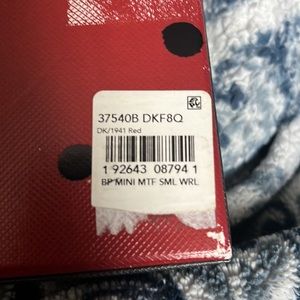 37540B DKF8Q
DK/1941 Red
1 92643 08794 1
BP MINI MTF SML WRL